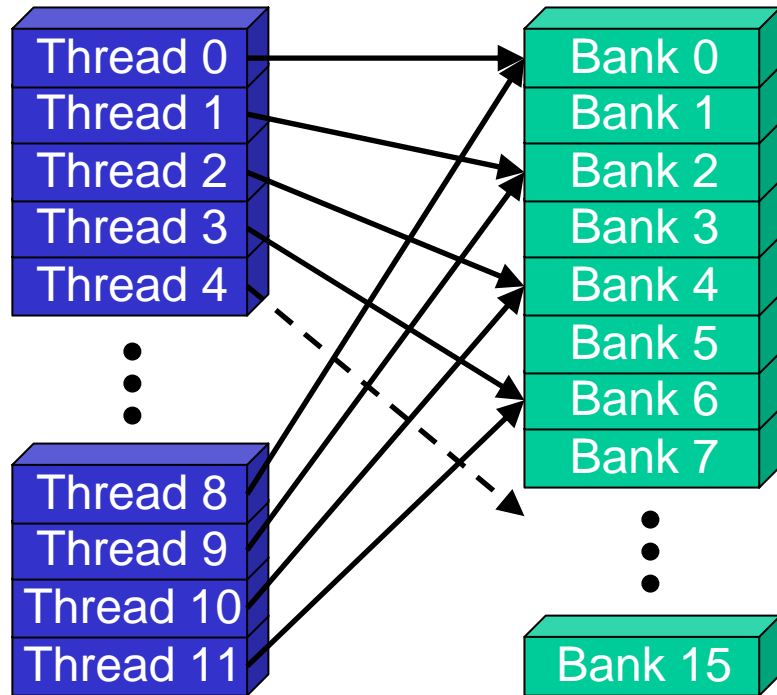 Thread 0
Thread 1
Thread 2
Thread 3
Thread 4
Thread 8
Thread 9
Thread 10
Thread 11
Bank 0
Bank 1
Bank 2
Bank 3
Bank 4
Bank 5
Bank 6
Bank 7
Bank 15